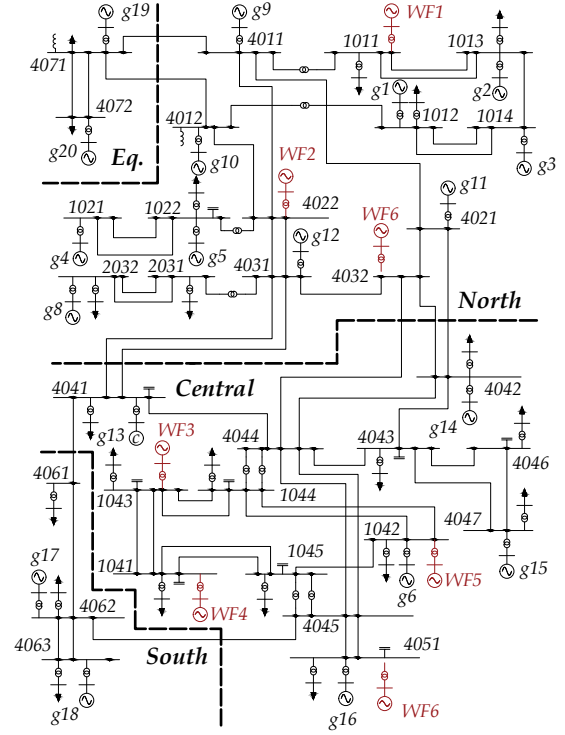 g19
g9
WF1
4071
4011
1011
1013
g1
g2
4072
4012
1012
1014
g20
Eq.
g10
g3
WF2
g11
1021
1022
4022
WF6
4021
g4
g5
g12
2032
2031
4031
4032
g8
North
Central
4041
4042
g13
c
WF3
4044
4043
g14
4046
4061
1043
1044
4047
g17
1042
1041
1045
g6
WF5
g15
4062
WF4
4045
4063
South
4051
g18
g16
WF6